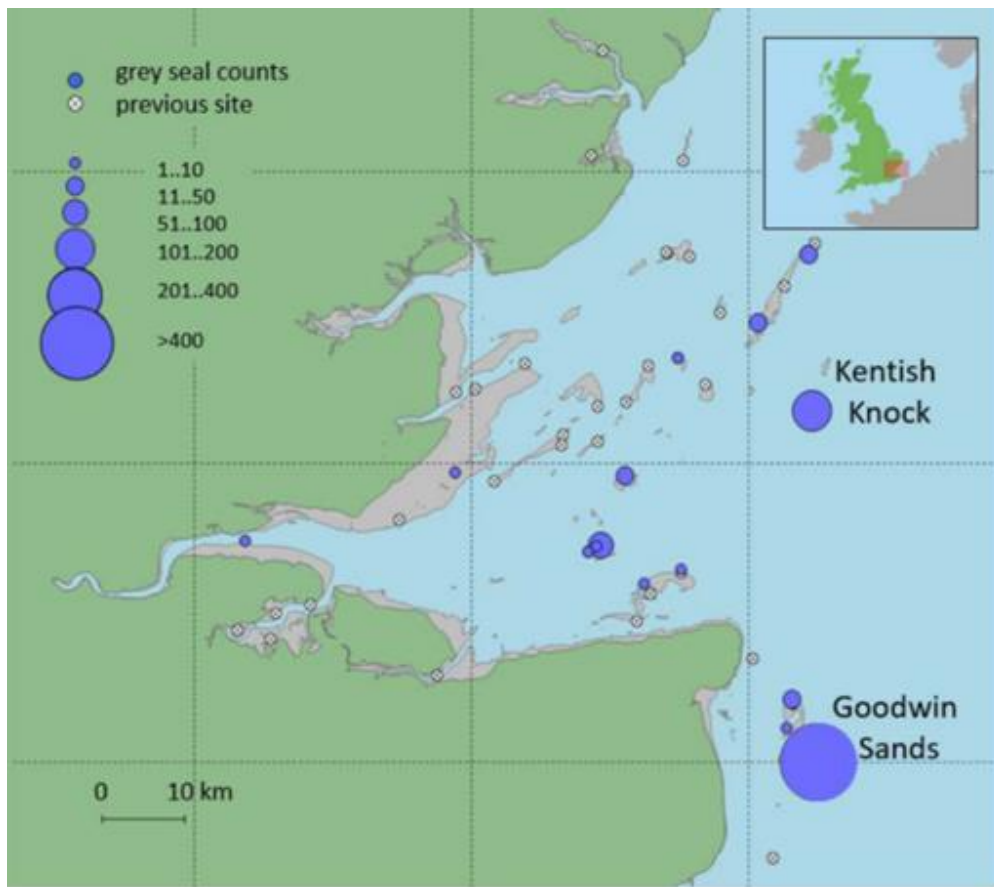 grey seal counts
previous site
1..10
11..50
51..100
101..200
201..400
>400
Kentish
Knock
Goodwin
Sands
0 10 km